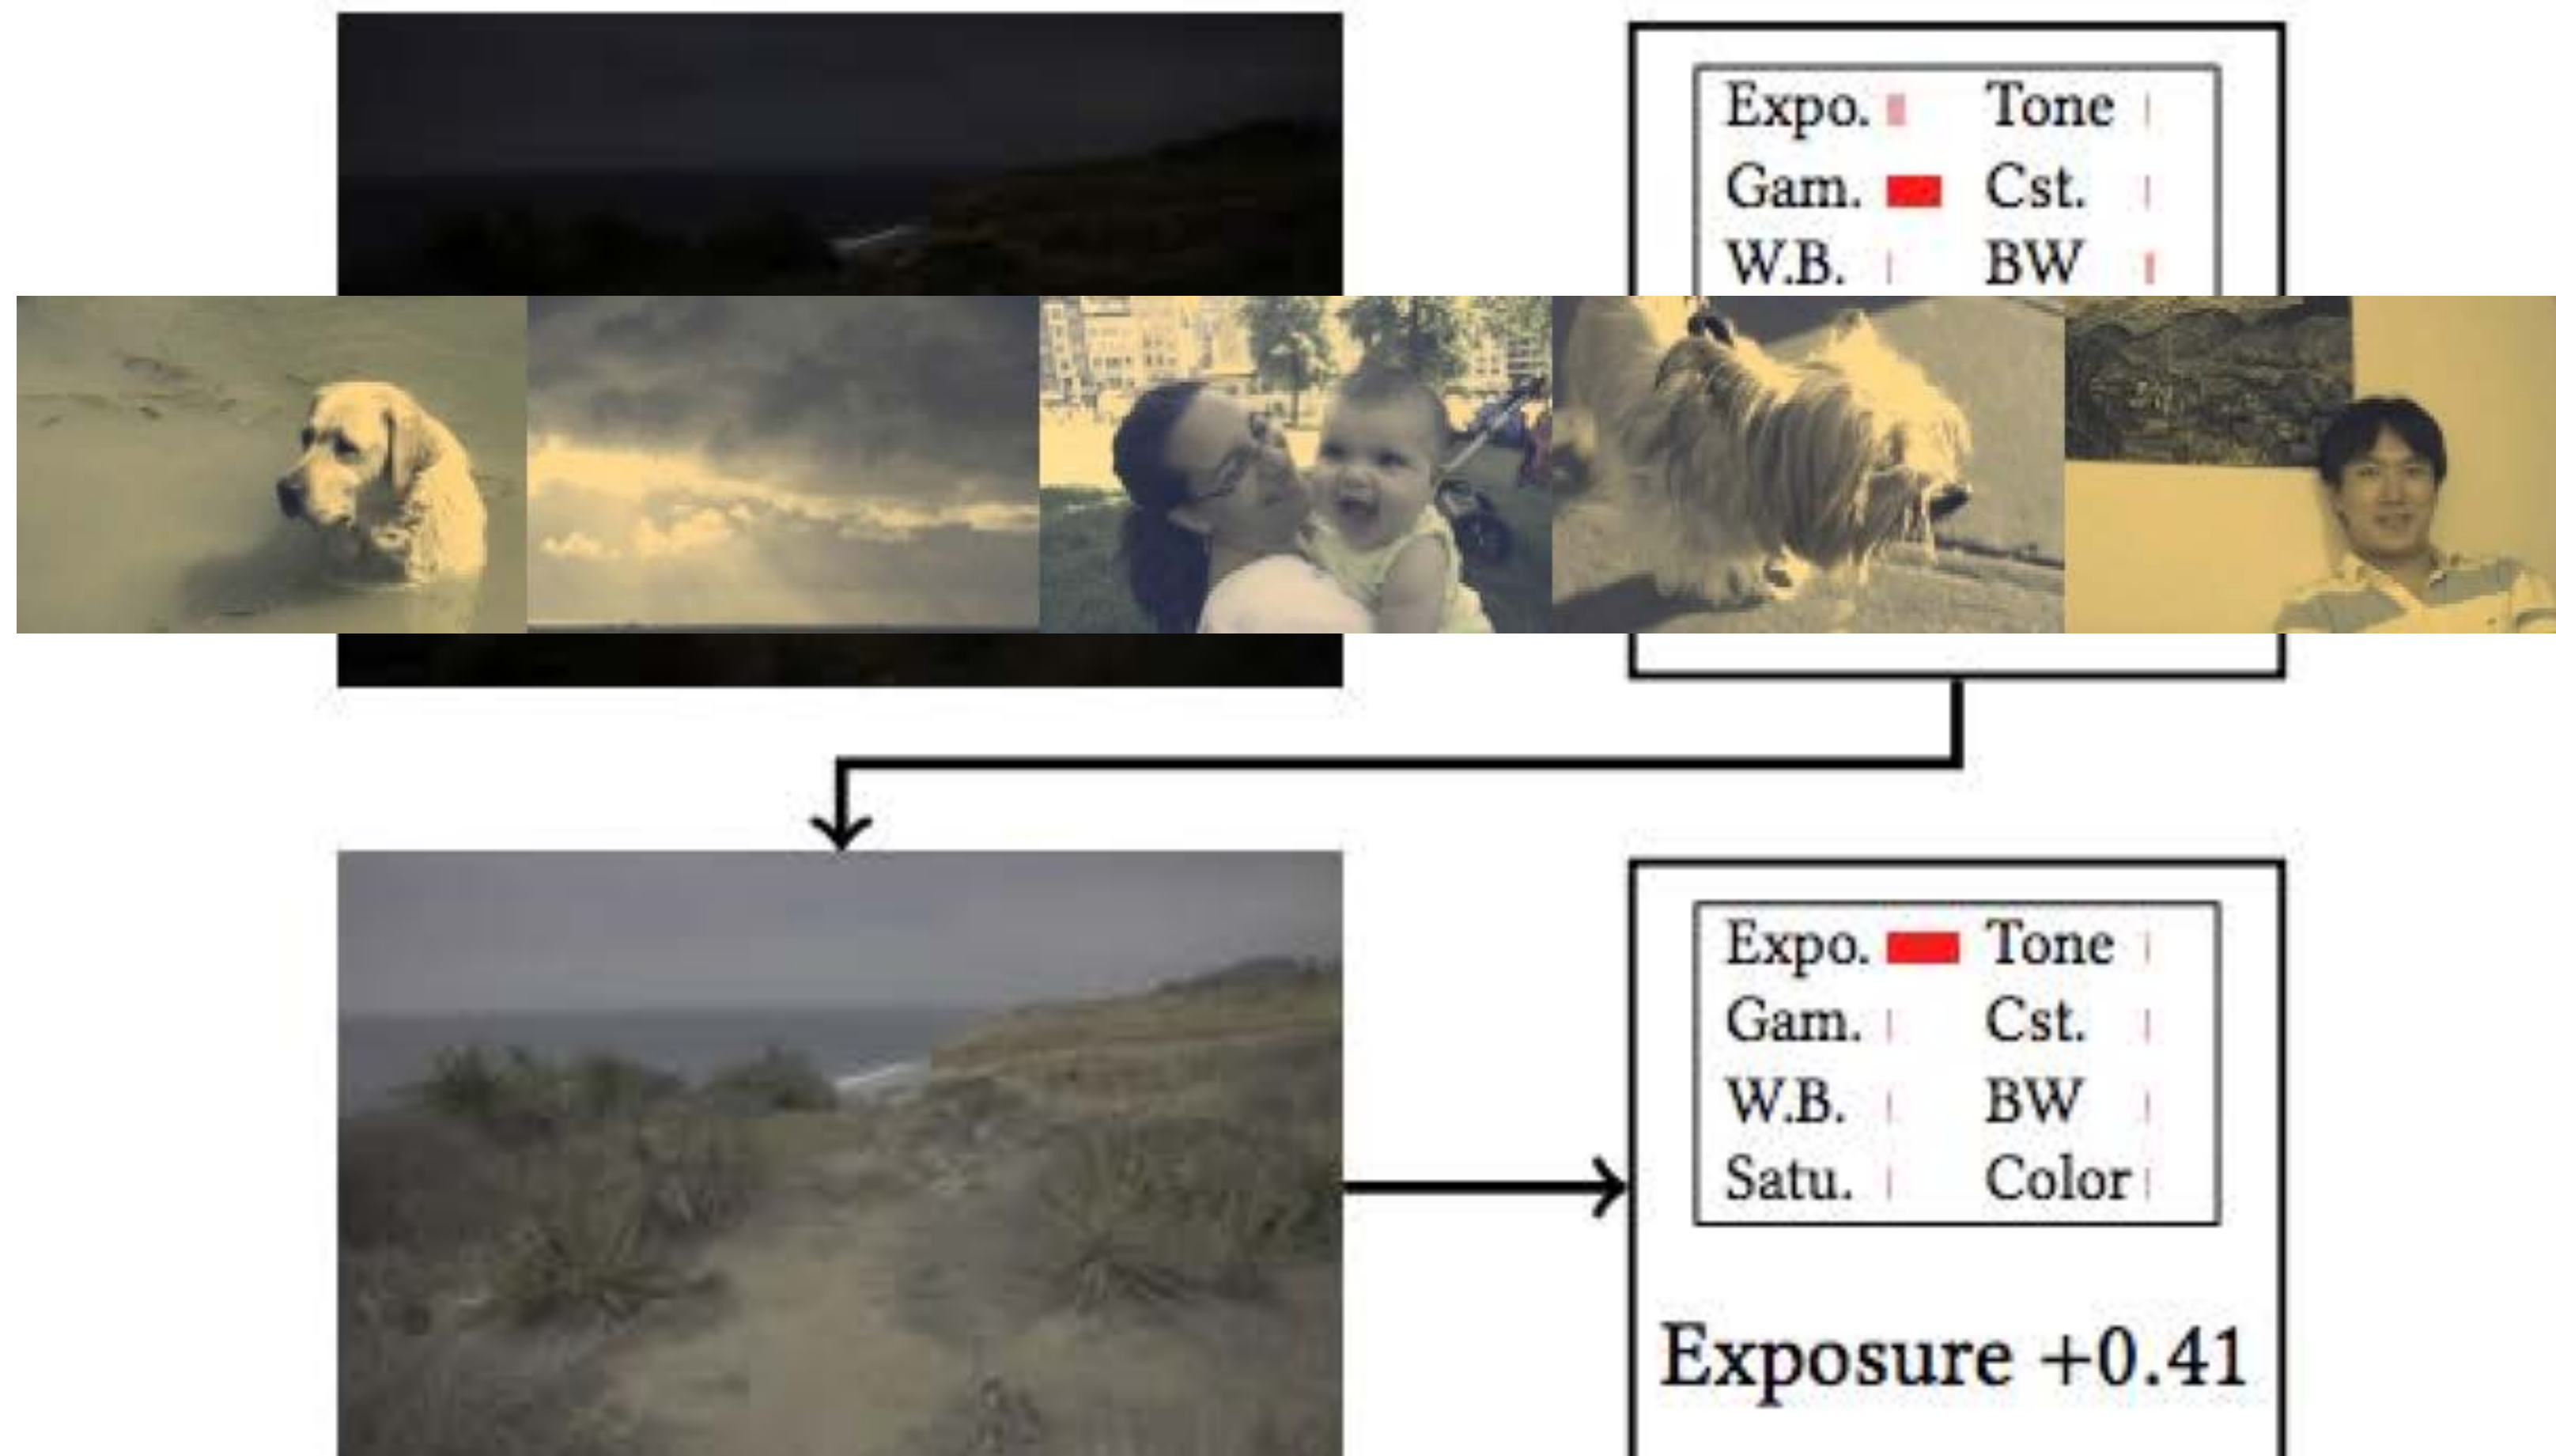 Expo. Tone
Gam. Cst.
W.B. BW
Expo. Tone
Gam. Cst.
W.B. BW
Satu. Color
Exposure +0.41